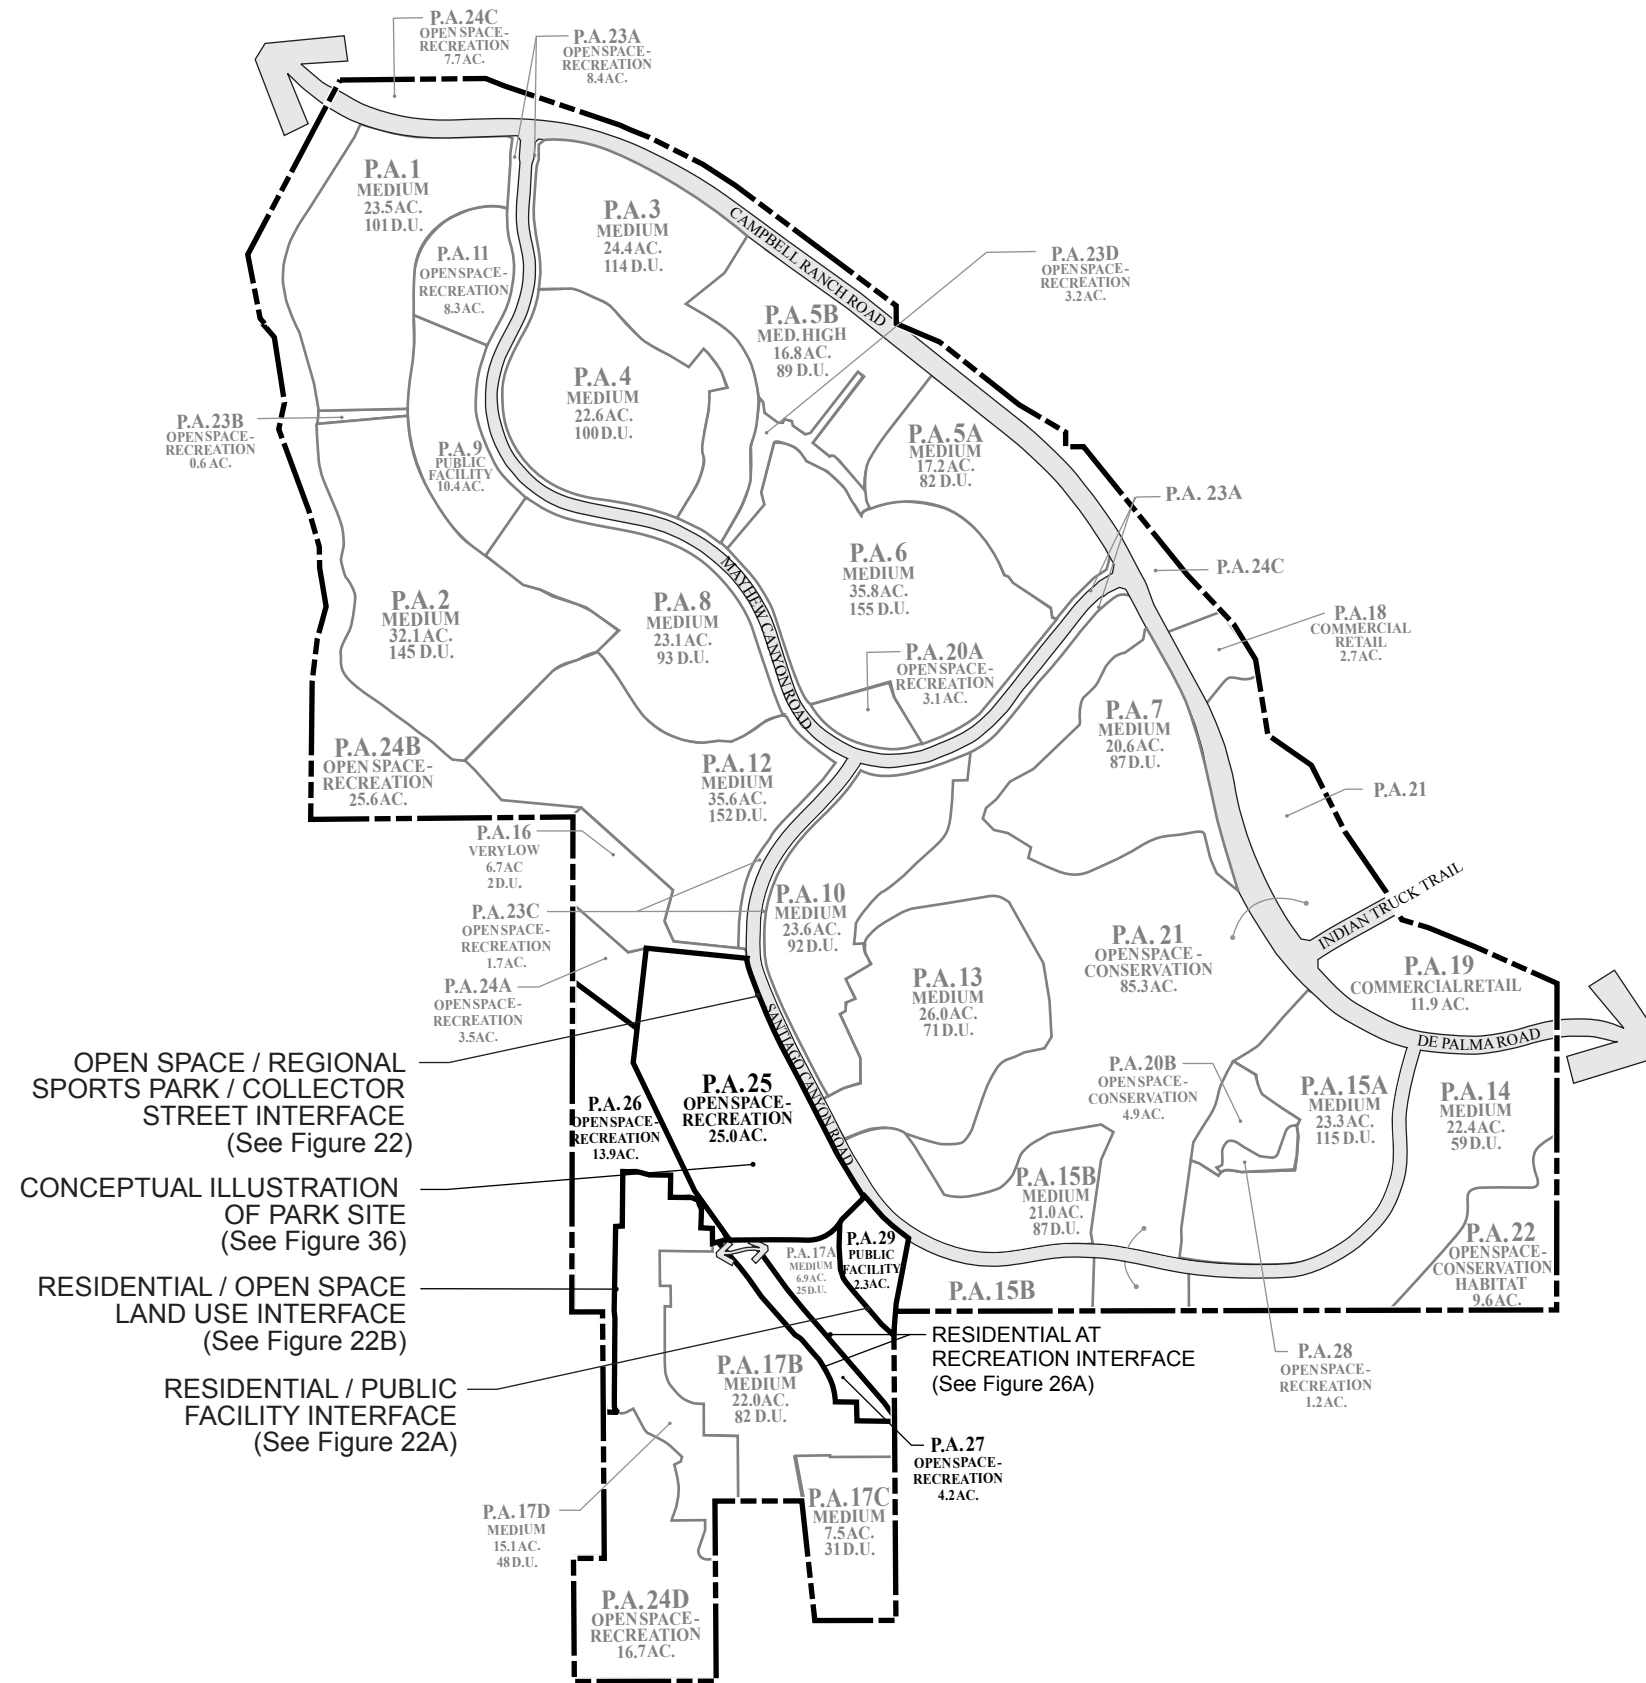 P.A.24C
OPEN SPACE-
RECREATION
7.7 AC.
P.A.23A
OPEN SPACE-
RECREATION
8.4 AC.
P.A.1
MEDIUM
23.5 AC.
101 D.U.
P.A.3
MEDIUM
24.4 AC.
114 D.U.
CAMPBELL RANCH ROAD
P.A.11
OPEN SPACE-
RECREATION
8.3 AC.
P.A.23D
OPEN SPACE-
RECREATION
3.2 AC.
P.A.5B
MED. HIGH
16.8 AC.
89 D.U.
P.A.4
MEDIUM
22.6 AC.
100 D.U.
P.A.23B
OPEN SPACE-
RECREATION
0.6 AC.
P.A.9
PUBLIC
FACILITY
10.4 AC.
P.A.5A
MEDIUM
17.2 AC.
82 D.U.
P.A. 23A
P.A.6
MEDIUM
35.8 AC.
155 D.U.
P.A.24C
MAYHEW CANYON ROAD
P.A.2
MEDIUM
32.1 AC.
145 D.U.
P.A.8
MEDIUM
23.1 AC.
93 D.U.
P.A.18
COMMERCIAL
RETAIL
2.7 AC.
P.A.20A
OPEN SPACE-
RECREATION
3.1 AC.
P.A.7
MEDIUM
20.6 AC.
87 D.U.
P.A.24B
OPEN SPACE-
RECREATION
25.6 AC.
P.A.12
MEDIUM
35.6 AC.
152 D.U.
P.A.21
P.A.16
VERY LOW
6.7 AC
2 D.U.
INDIAN TRUCK TRAIL
P.A.23C
OPEN SPACE-
RECREATION
1.7 AC.
P.A.10
MEDIUM
23.6 AC.
92 D.U.
P.A. 21
OPEN SPACE -
CONSERVATION
85.3 AC.
P.A.13
MEDIUM
26.0 AC.
71 D.U.
P.A.19
COMMERCIAL RETAIL
11.9 AC.
P.A.24A
OPEN SPACE-
RECREATION
3.5 AC.
SANTIAGO CANYON ROAD
DE PALMA ROAD
OPEN SPACE / REGIONAL
SPORTS PARK / COLLECTOR
STREET INTERFACE
(See Figure 22)
P.A.25
OPEN SPACE-
RECREATION
25.0 AC.
P.A.26
OPEN SPACE-
RECREATION
13.9 AC.
P.A.20B
OPEN SPACE-
CONSERVATION
4.9 AC.
P.A.15A
MEDIUM
23.3 AC.
115 D.U.
P.A.14
MEDIUM
22.4 AC.
59 D.U.
CONCEPTUAL ILLUSTRATION
OF PARK SITE
(See Figure 36)
P.A.15B
MEDIUM
21.0 AC.
87 D.U.
P.A.22
OPEN SPACE-
CONSERVATION
HABITAT
9.6 AC.
P.A.17A
MEDIUM
6.9 AC.
25 D.U.
P.A.29
PUBLIC
FACILITY
2.3 AC.
P.A.15B
RESIDENTIAL / OPEN SPACE
LAND USE INTERFACE
(See Figure 22B)
RESIDENTIAL AT
RECREATION INTERFACE
(See Figure 26A)
P.A.17B
MEDIUM
22.0 AC.
82 D.U.
P.A.28
OPEN SPACE-
RECREATION
1.2 AC.
RESIDENTIAL / PUBLIC
FACILITY INTERFACE
(See Figure 22A)
P.A.27
OPEN SPACE-
RECREATION
4.2 AC.
P.A.17D
MEDIUM
15.1 AC.
48 D.U.
P.A.17C
MEDIUM
7.5 AC.
31 D.U.
P.A.24D
OPEN SPACE-
RECREATION
16.7 AC.